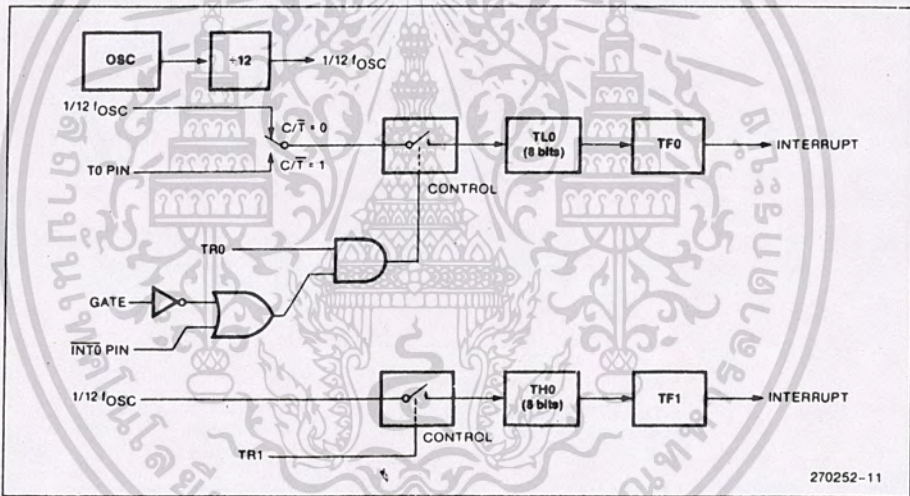 OSC
÷12
1/12 fOSC
1/12 fOSC
C/T̅ = 0
C/T̅ = 1
T0 PIN
CONTROL
TL0
(8 bits)
TF0
INTERRUPT
TR0
GATE
I̅N̅T̅0̅ PIN
1/12 fOSC
CONTROL
TH0
(8 bits)
TF1
INTERRUPT
TR1
270252-11